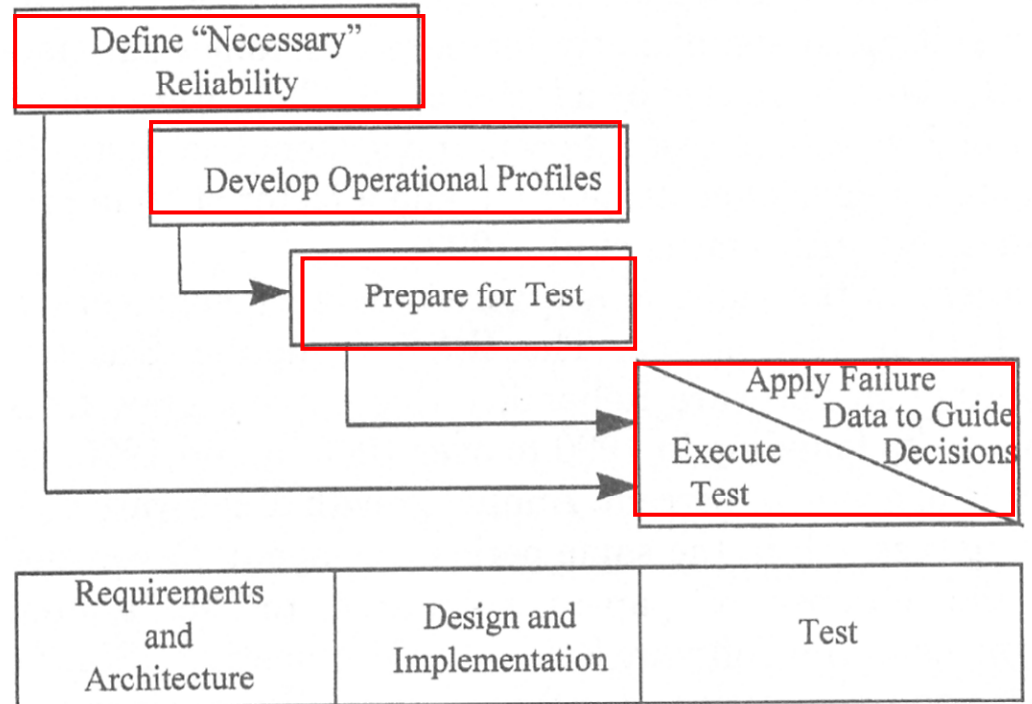 Define “Necessary”
Reliability
Develop Operational Profiles
Prepare for Test
Apply Failure
Data to Guide
Decisions
Execute
Test
Requirements
and
Architecture
Design and
Implementation
Test